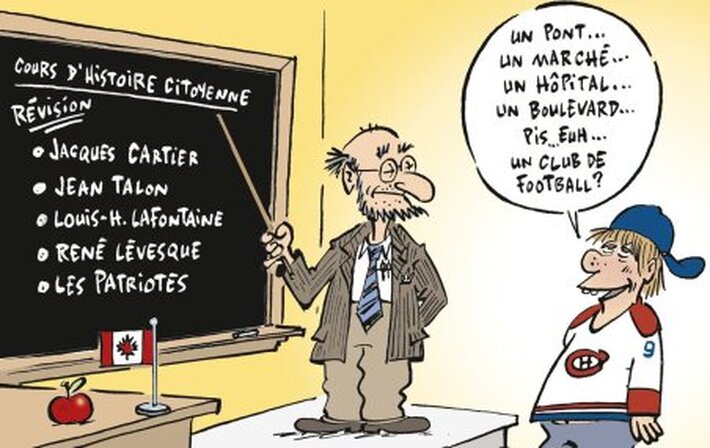 COURS D'HISTOIRE CITOYENNE
RÉVISION
JACQUES CARTIER
JEAN TALON
LOUIS-H. LAFONTAINE
RENÉ LÉVESQUE
LES PATRIOTES
UN PONT...
UN MARCHÉ...
UN HÔPITAL...
UN BOULEVARD...
PIS...EUH...
UN CLUB DE
FOOTBALL?
CH
9